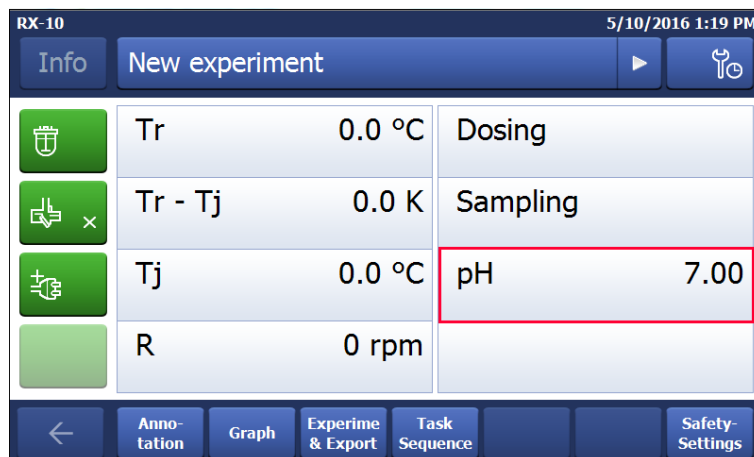 RX-10 5/10/2016 1:19 PM
Info New experiment
Tr 0.0 °C Dosing
Tr - Tj 0.0 K Sampling
Tj 0.0 °C pH 7.00
R 0 rpm
Anno-
tation
Graph
Experime
& Export
Task
Sequence
Safety-
Settings